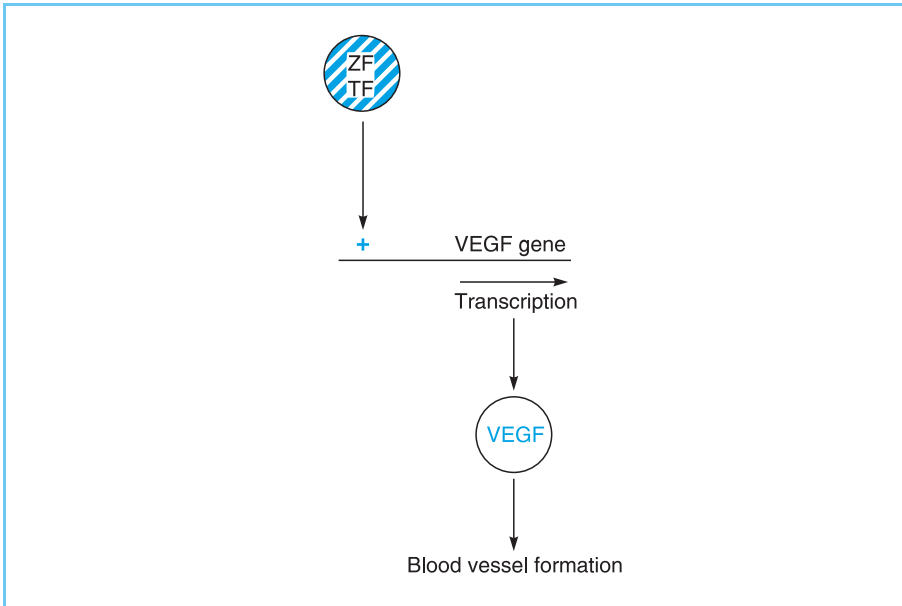 ZF
TF
+
VEGF gene
Transcription
VEGF
Blood vessel formation